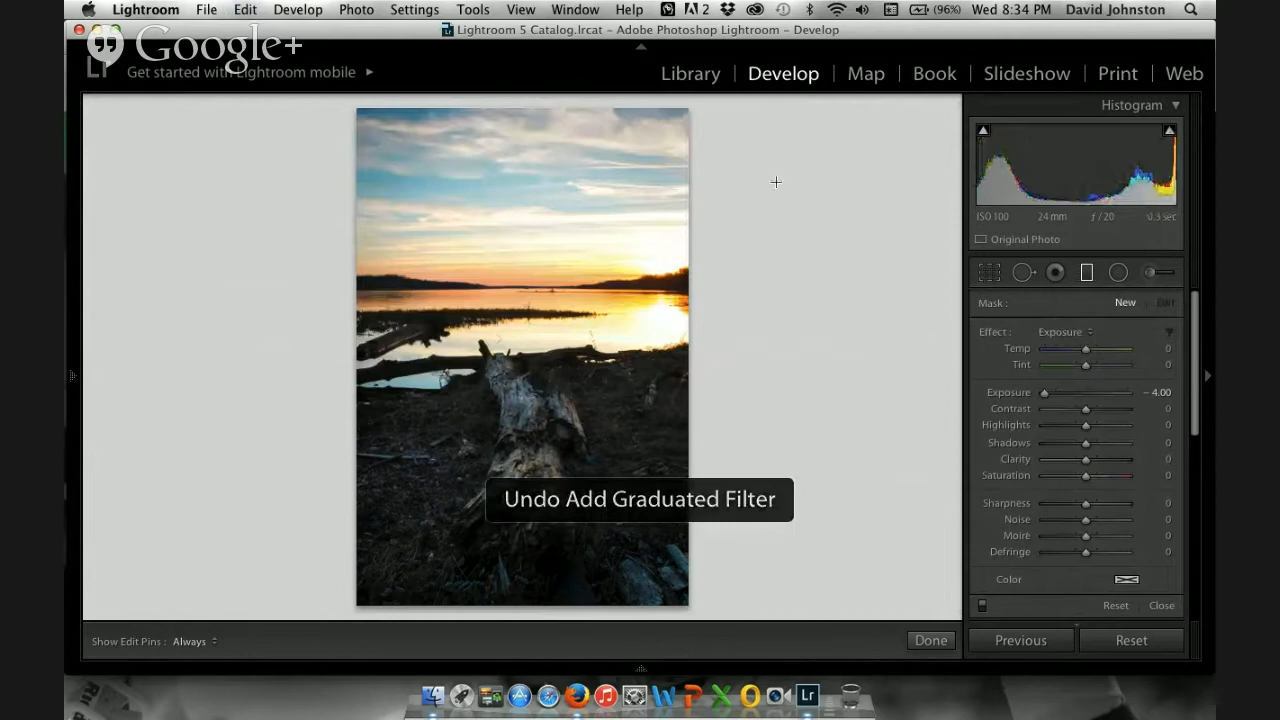 Lightroom File Edit Develop Photo Settings Tools View Window Help 2 (96%) Wed 8:34 PM David Johnston
Lightroom 5 Catalog.lrcat – Adobe Photoshop Lightroom – Develop
Google+
Get started with Lightroom mobile
Library Develop Map Book Slideshow Print Web
Histogram
ISO 100 24 mm ƒ / 20 0.3 sec
Original Photo
Mask : New Edit
Effect : Exposure
Temp 0
Tint 0
Exposure – 4.00
Contrast 0
Highlights 0
Shadows 0
Clarity 0
Saturation 0
Undo Add Graduated Filter
Sharpness 0
Noise 0
Moire 0
Defringe 0
Color
Reset Close
Show Edit Pins : Always Done Previous Reset
Lr